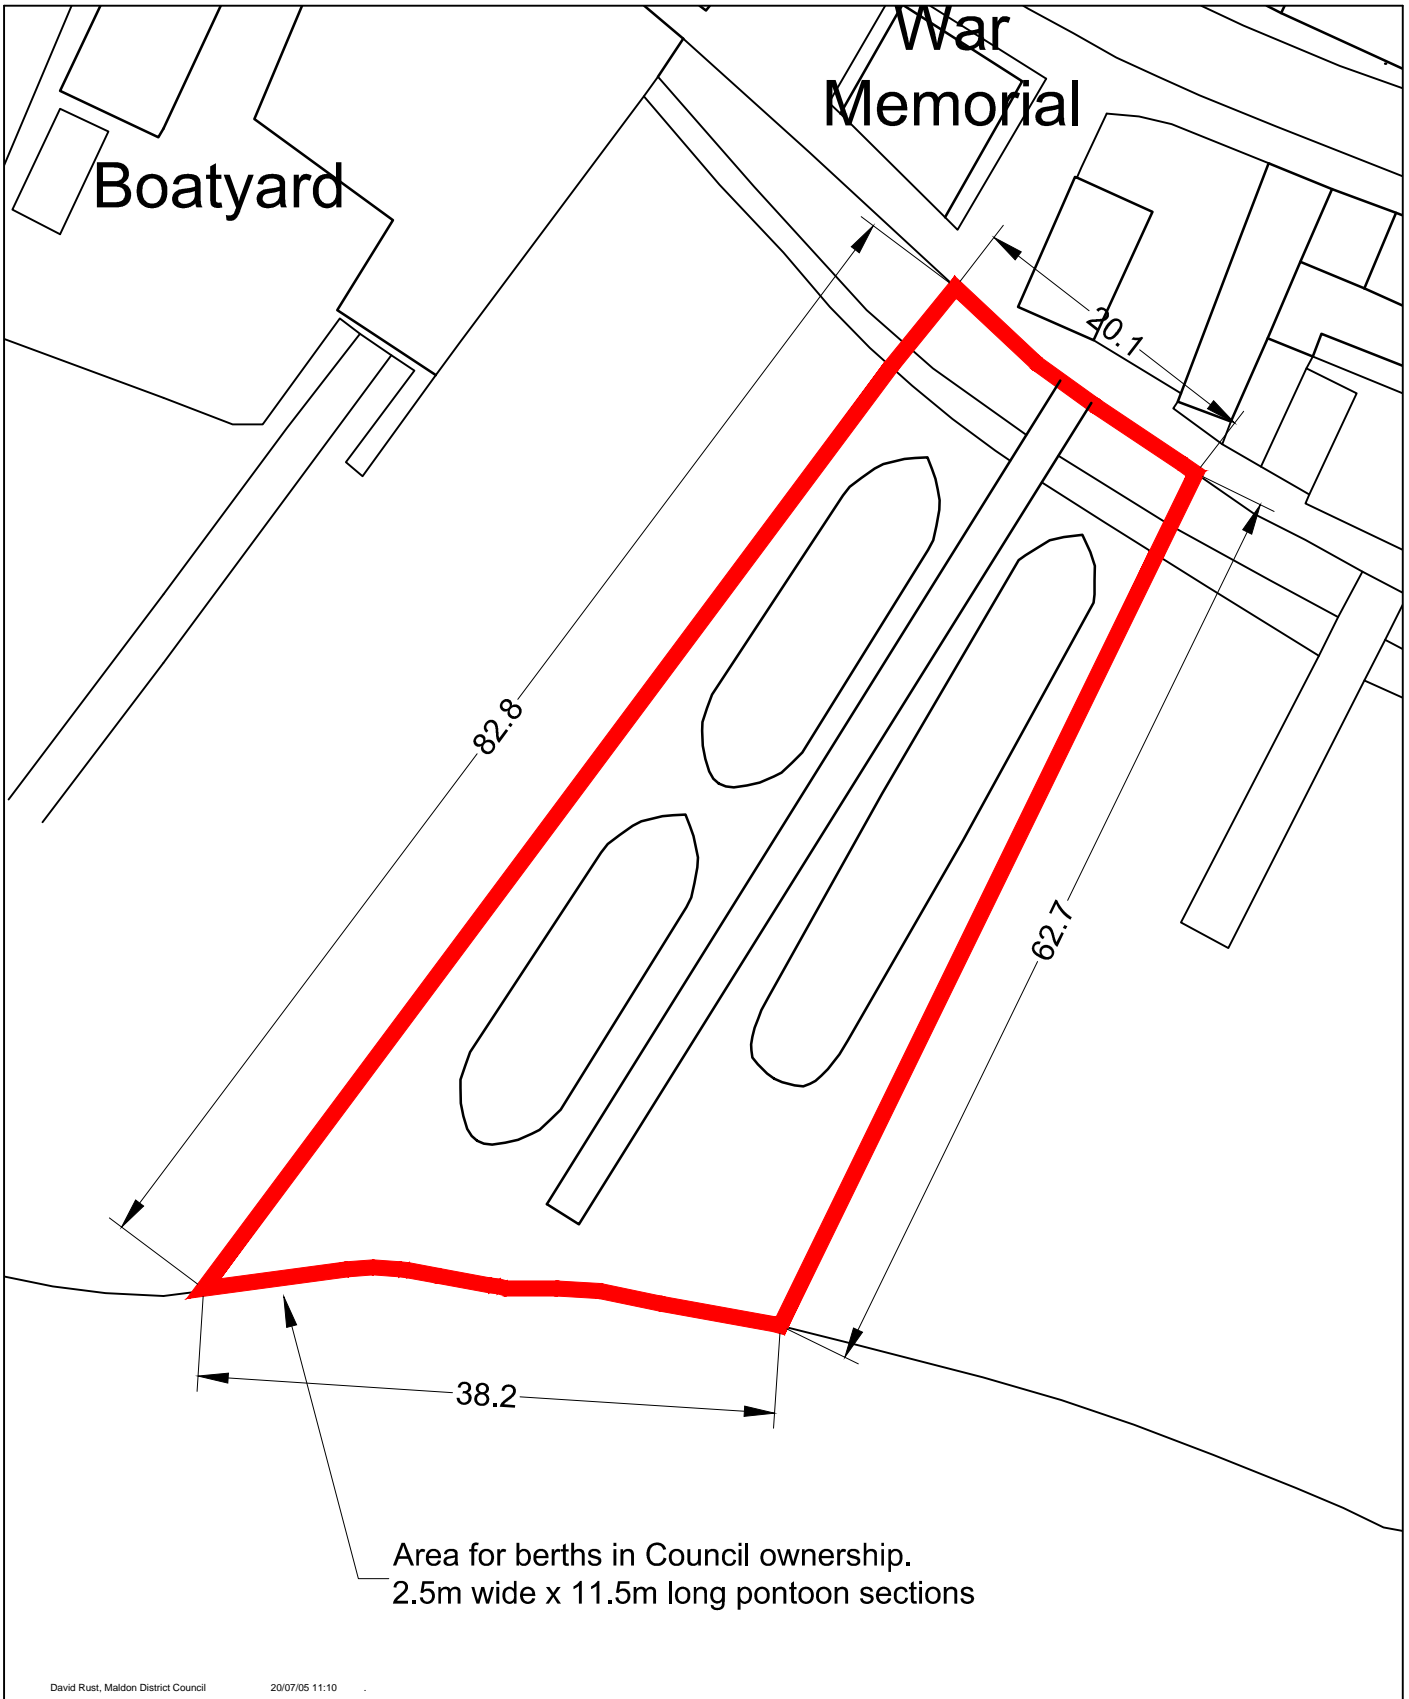 War
Memorial
Boatyard
20.1
82.8
62.7
38.2
Area for berths in Council ownership.
2.5m wide x 11.5m long pontoon sections
David Rust, Maldon District Council 20/07/05 11:10 .